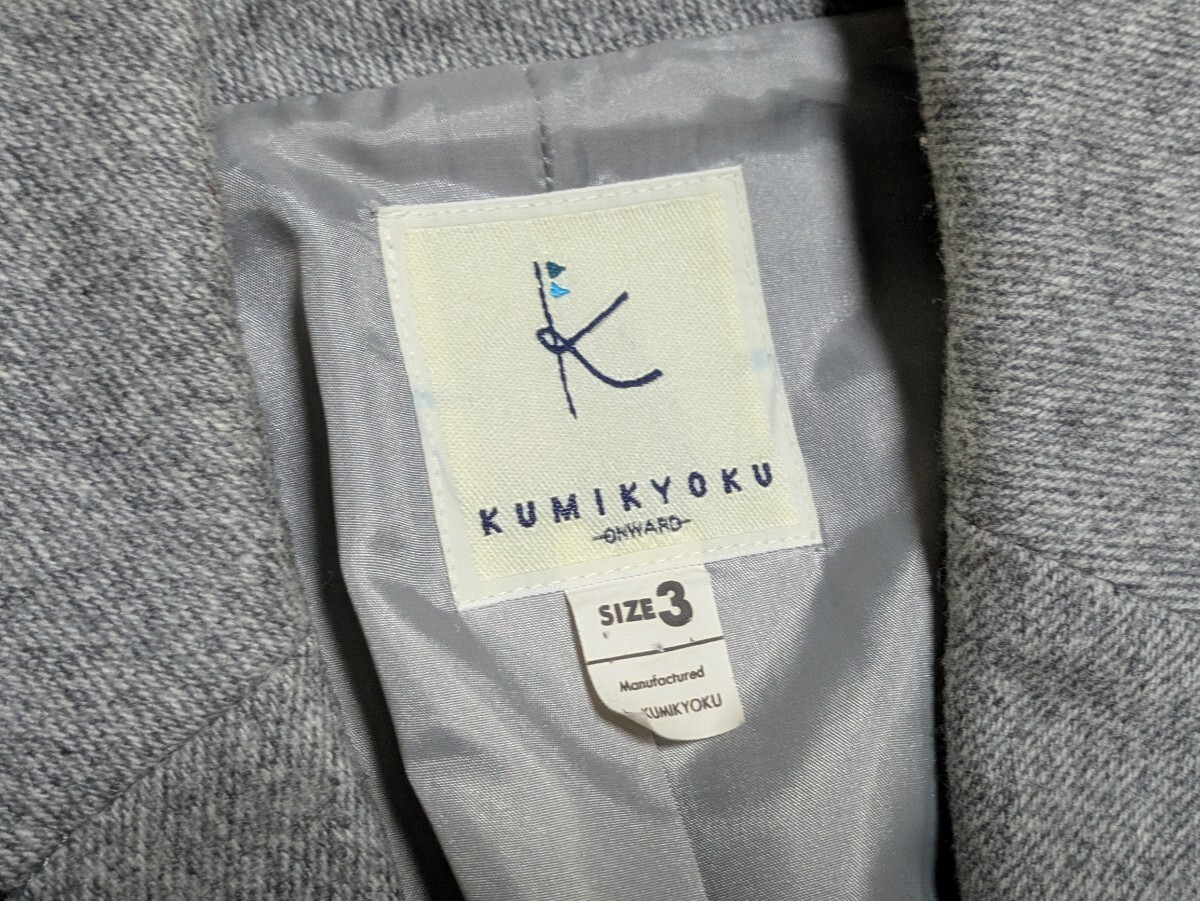 K
KUMIKYOKU
ONWARD
SIZE 3
Manufactured
KUMIKYOKU